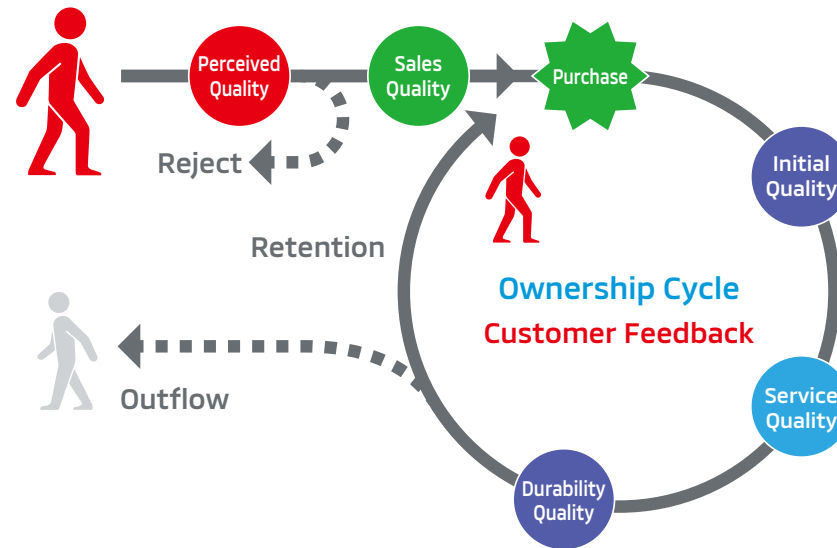 Perceived
Quality
Sales
Quality
Purchase
Reject
Initial
Quality
Retention
Ownership Cycle
Customer Feedback
Outflow
Service
Quality
Durability
Quality